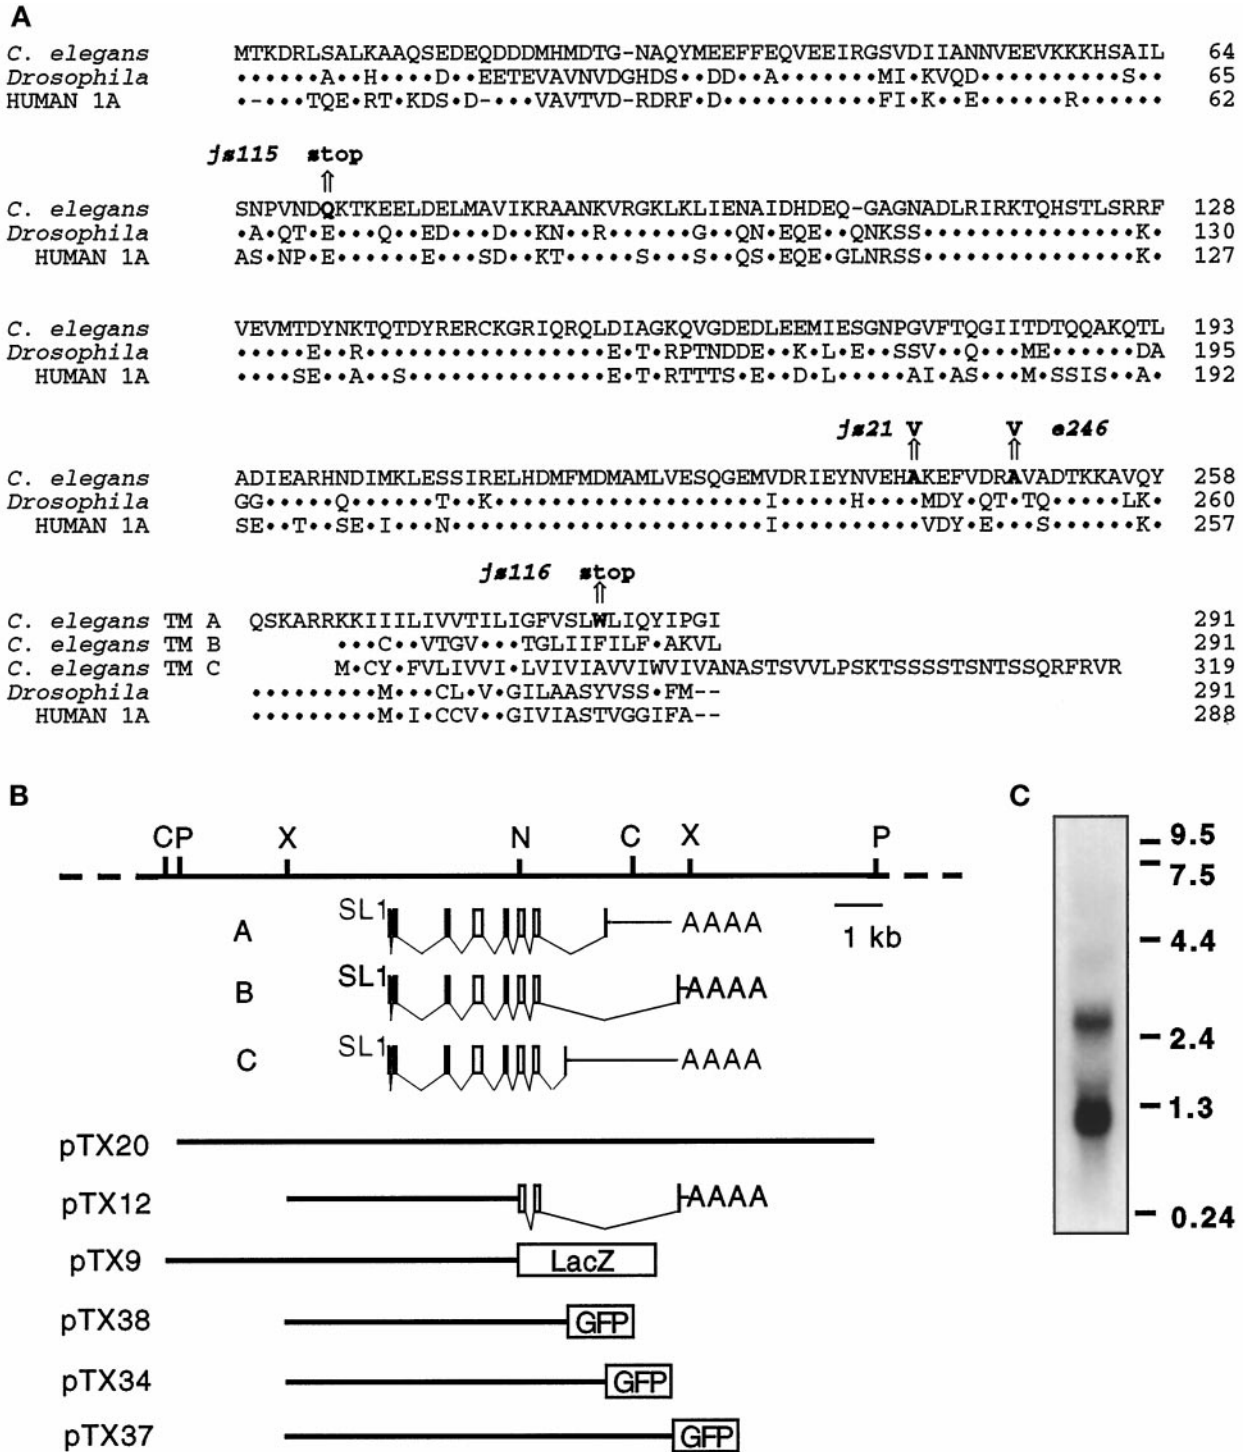 A
C. elegans MTKDRLSALKAAQSEDEQDDDMHMDTG-NAQYMEEFFEQVEEIRGSVDIIANNVEEVKKKHSAIL 64
Drosophila ••••••A••H••••D••EETEVAVNVDGHDS••DD••A•••••••MI•KVQD••••••••••S•• 65
HUMAN 1A •-•••TQE•RT•KDS•D-•••VAVTVD-RDRF•D•••••••••••FI•K••E••••••R•••••• 62
js115 stop
⇑
C. elegans SNPVNDQKTKEELDELMAVIKRAANKVRGKLKLIENAIDHDEQ-GAGNADLRIRKTQHSTLSRRF 128
Drosophila •A•QT•E•••Q••ED•••D••KN••R••••••G••QN•EQE••QNKSS•••••••••••••••K• 130
HUMAN 1A AS•NP•E••••••E•••SD••KT•••••S•••S••QS•EQE•GLNRSS•••••••••••••••K• 127
C. elegans VEVMTDYNKTQTDYRERCKGRIQRQLDIAGKQVGDEDLEEMIESGNPGVFTQGIITDTQQAKQTL 193
Drosophila •••••E••R•••••••••••••••••E•T•RPTNDDE••K•L•E••SSV••Q•••ME••••••DA 195
HUMAN 1A ••••SE••A••S••••••••••••••E•T•RTTTS•E••D•L•••••AI•AS•••M•SSIS••A• 192
js21 V V e246
⇑ ⇑
C. elegans ADIEARHNDIMKLESSIRELHDMFMDMAMLVESQGEMVDRIEYNVEHAKEFVDRAVADTKKAVQY 258
Drosophila GG•••••Q••••••T••K•••••••••••••••••••I•••••H••••MDY•QT•TQ•••••LK• 260
HUMAN 1A SE••T••SE•I•••N••••••••••••••••••••••I••••••••••VDY•E•••S••••••K• 257
js116 stop
⇑
C. elegans TM A QSKARRKKIIILIVVTILIGFVSLWLIQYIPGI 291
C. elegans TM B •••C••VTGV•••TGLIIFILF•AKVL 291
C. elegans TM C M•CY•FVLIVVI•LVIVIAVVIWVIVANASTSVVLPSKTSSSSTSNTSSQRFRVR 319
Drosophila •••••••••M•••CL•V•GILAASYVSS•FM-- 291
HUMAN 1A •••••••••M•I•CCV••GIVIASTVGGIFA-- 288
B
C P X N C X P
1 kb
A SL1 AAAA
B SL1 AAAA
C SL1 AAAA
pTX20
pTX12 AAAA
pTX9 LacZ
pTX38 GFP
pTX34 GFP
pTX37 GFP
C
9.5
7.5
4.4
2.4
1.3
0.24